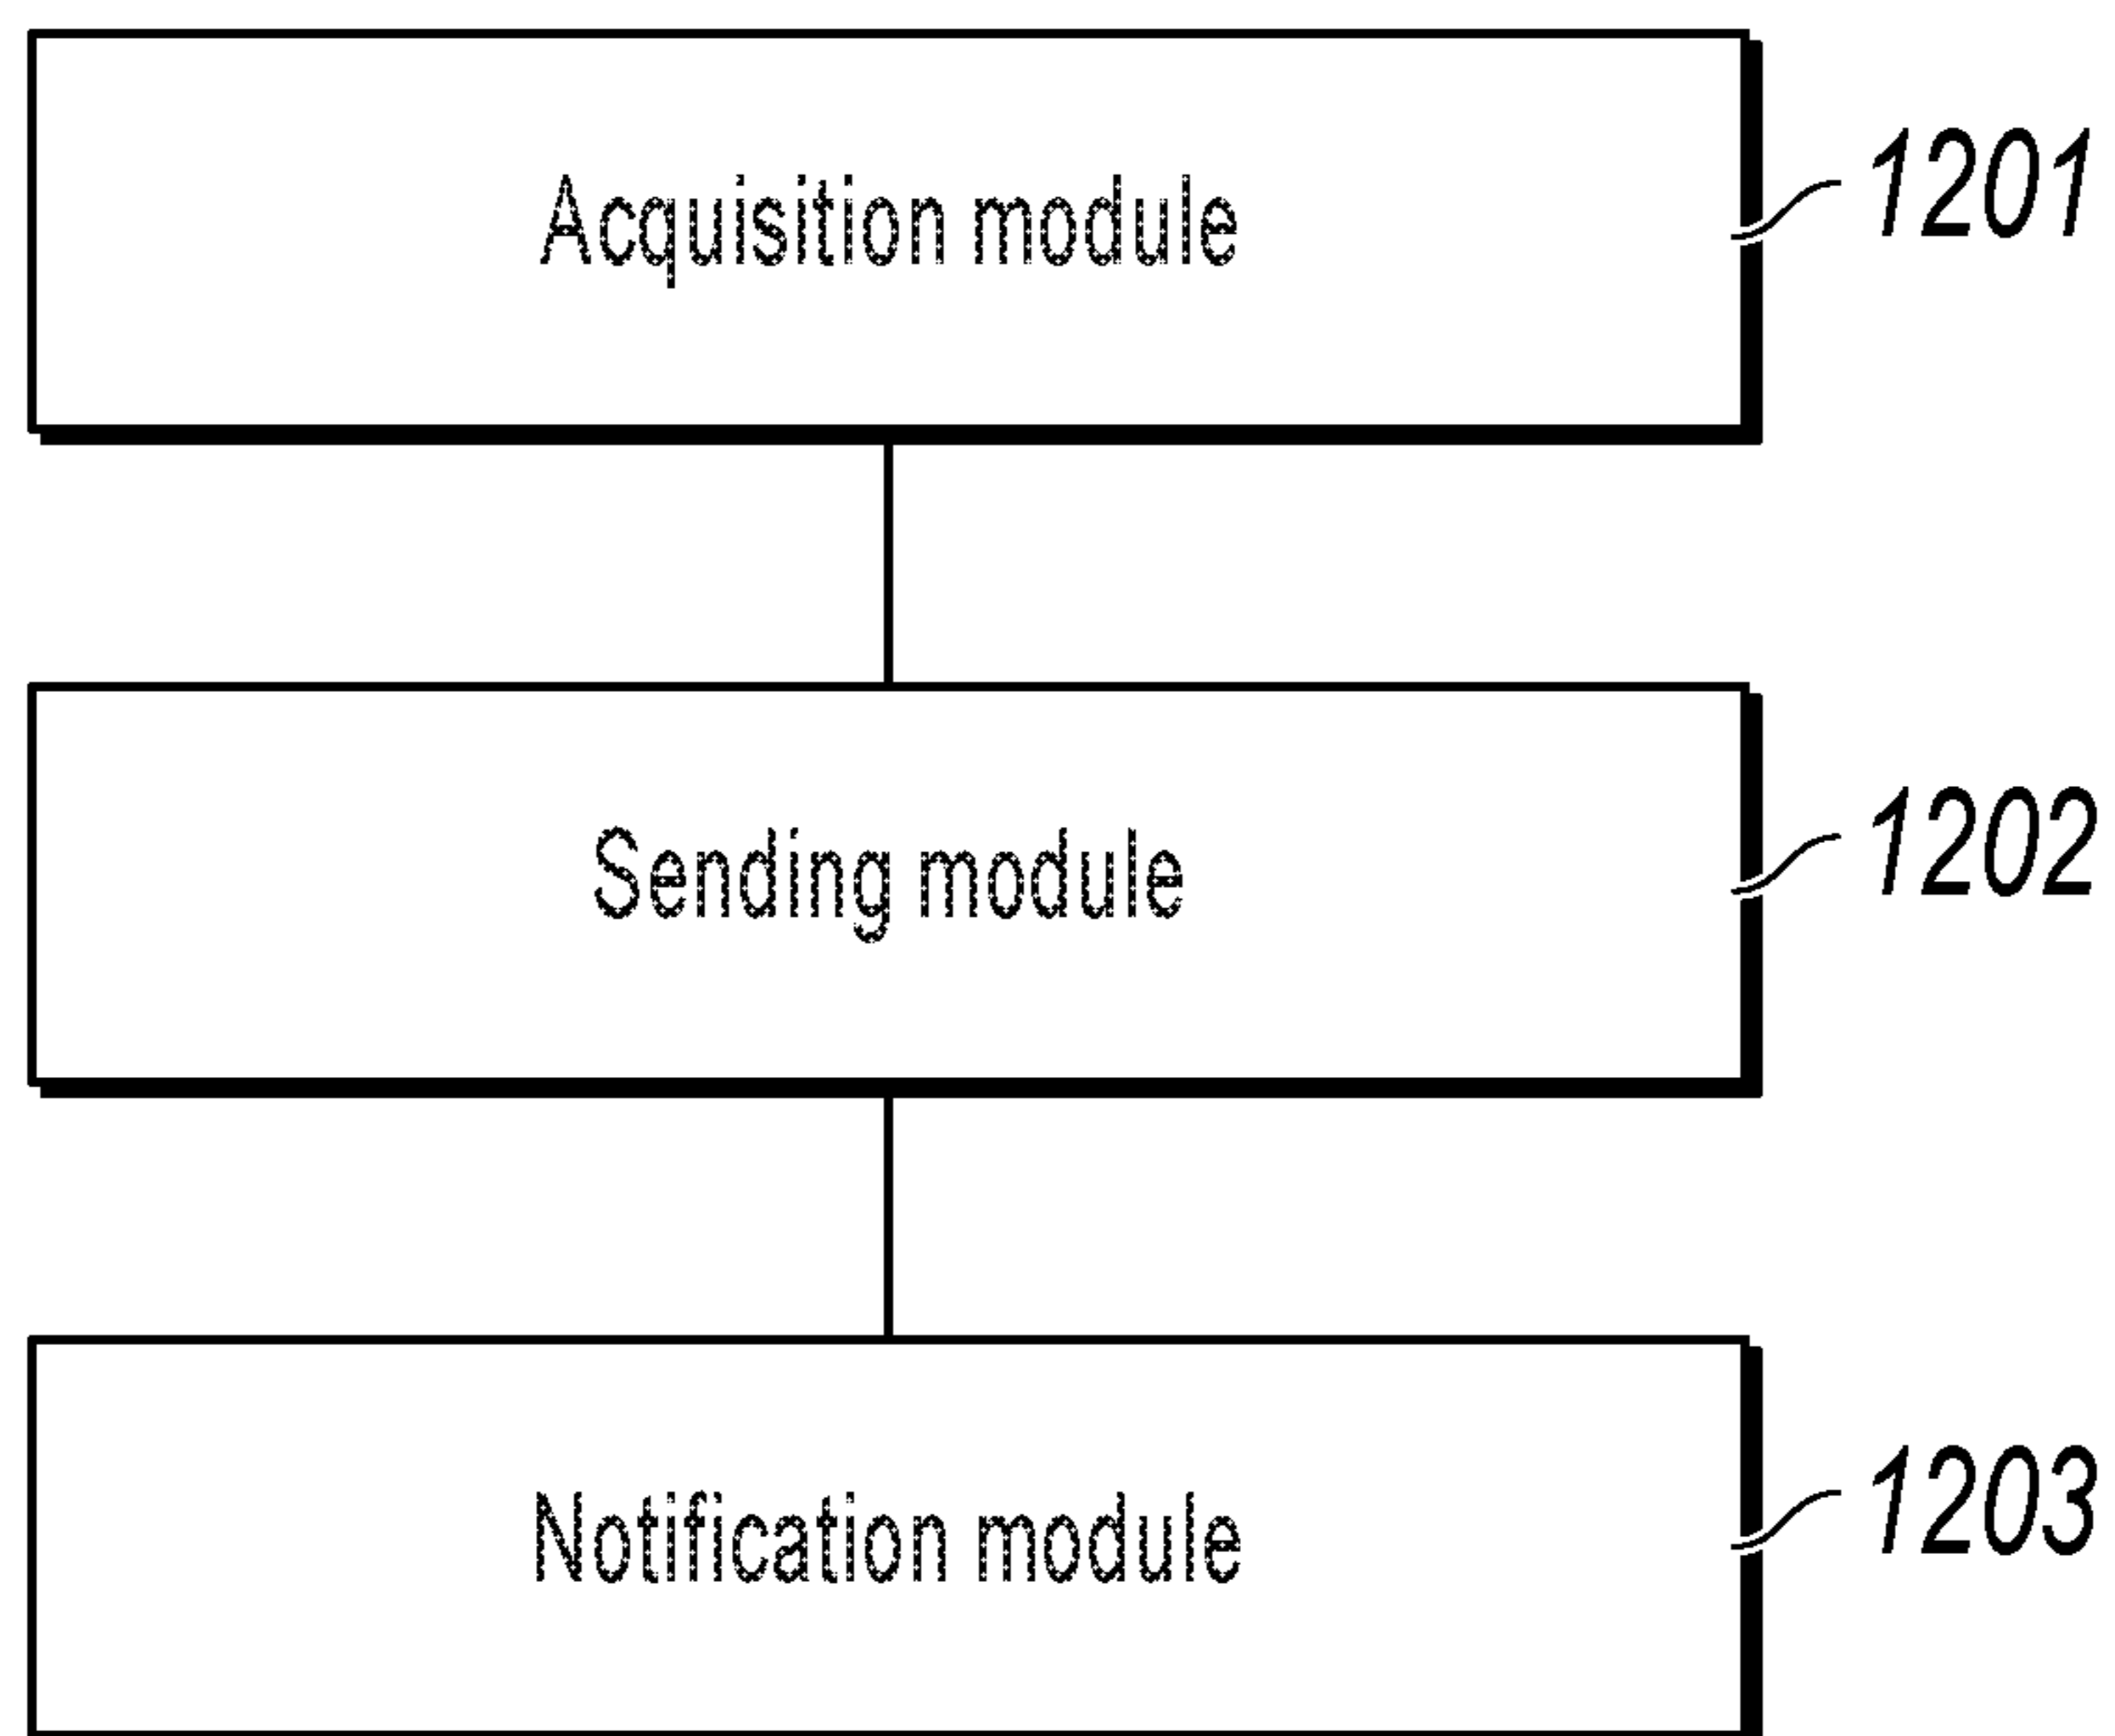 Acquisition module
1201
Sending module
1202
Notification module
1203